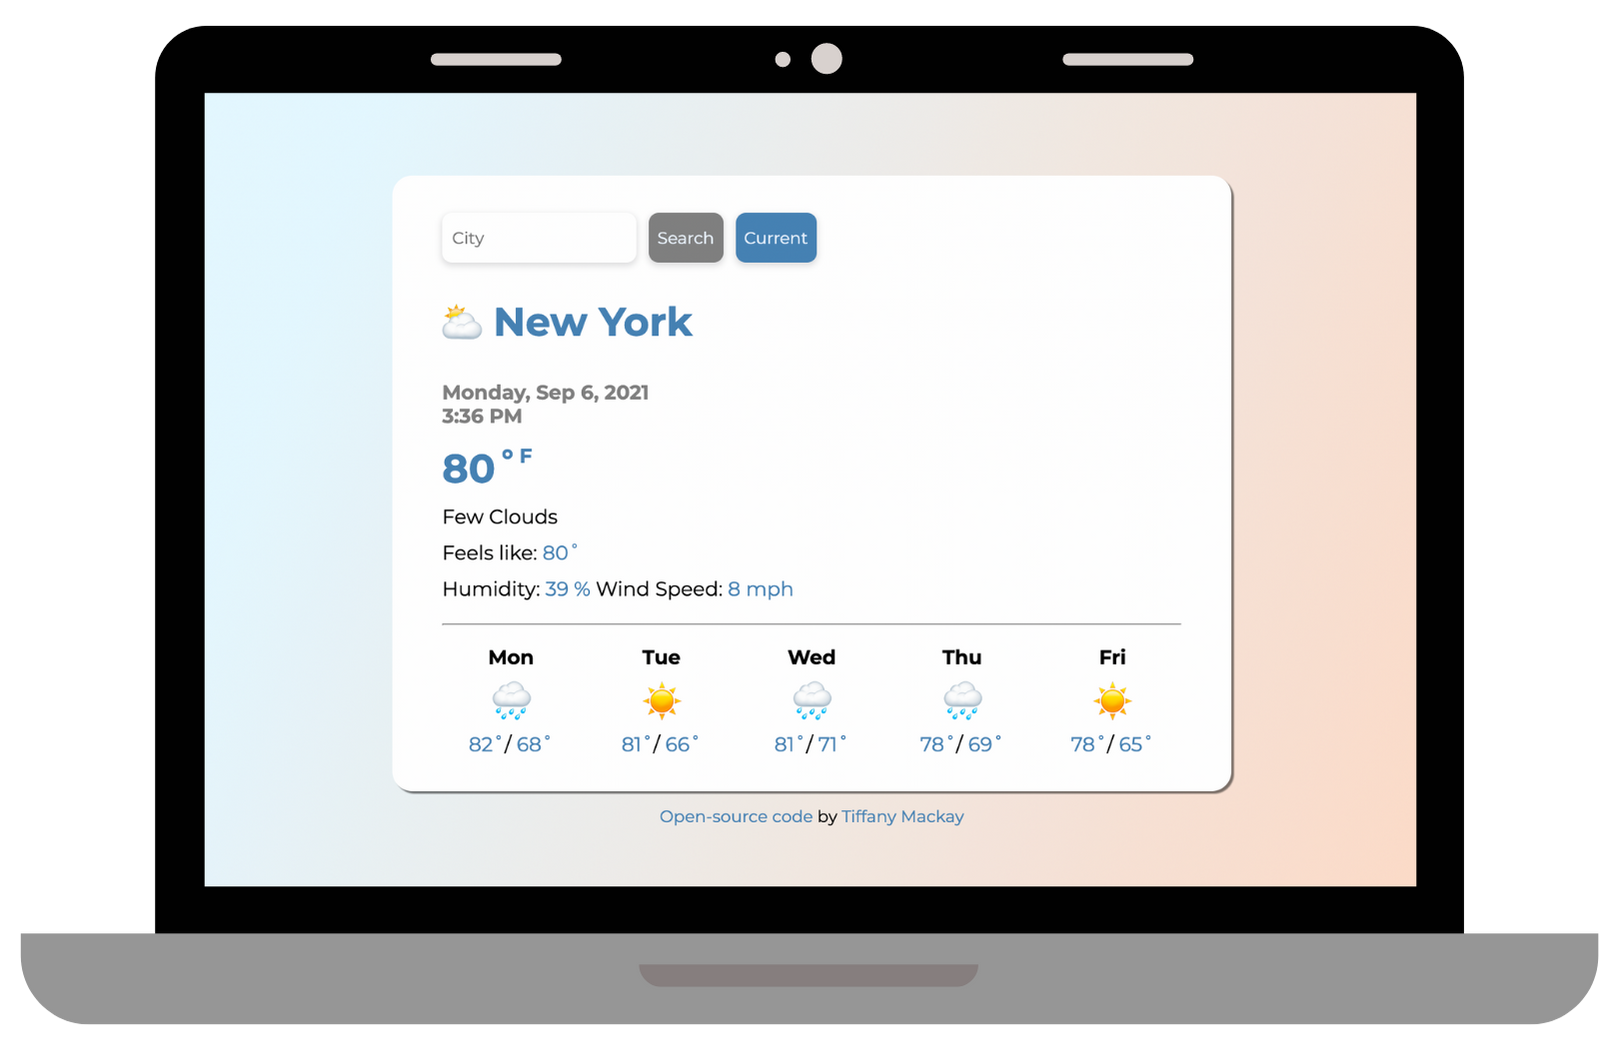 City Search Current
New York
Monday, Sep 6, 2021
3:36 PM
80 ° F
Few Clouds
Feels like: 80°
Humidity: 39 % Wind Speed: 8 mph
Mon Tue Wed Thu Fri
82°/ 68° 81°/ 66° 81°/ 71° 78°/ 69° 78°/ 65°
Open-source code by Tiffany Mackay